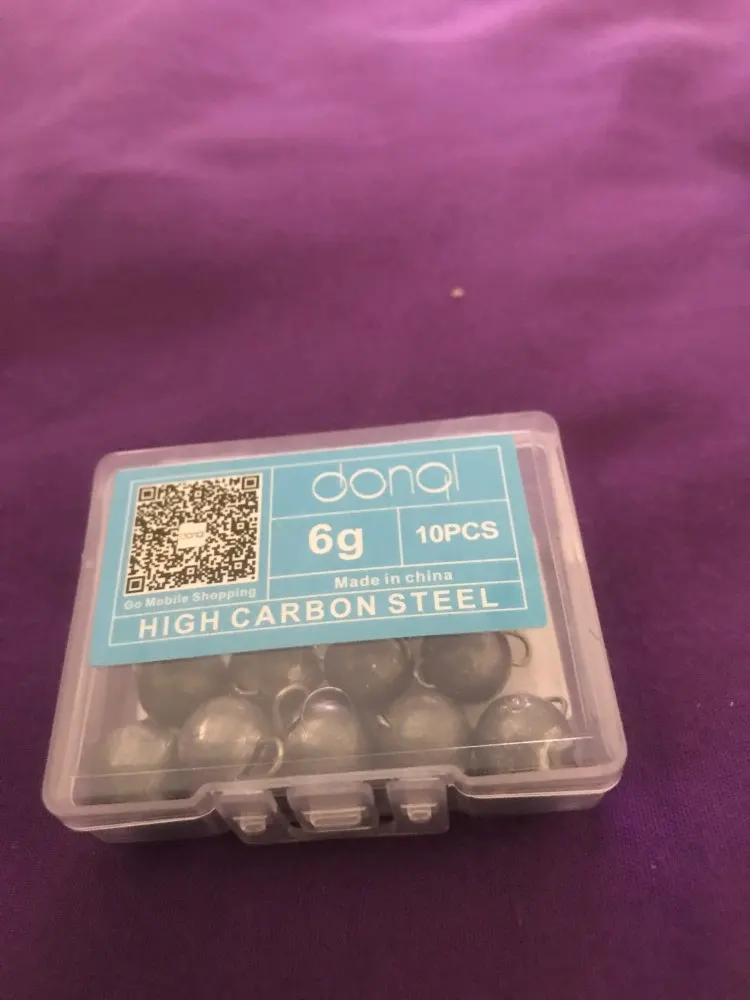 donql
6g
10PCS
Made in china
Go Mobile Shopping
HIGH CARBON STEEL